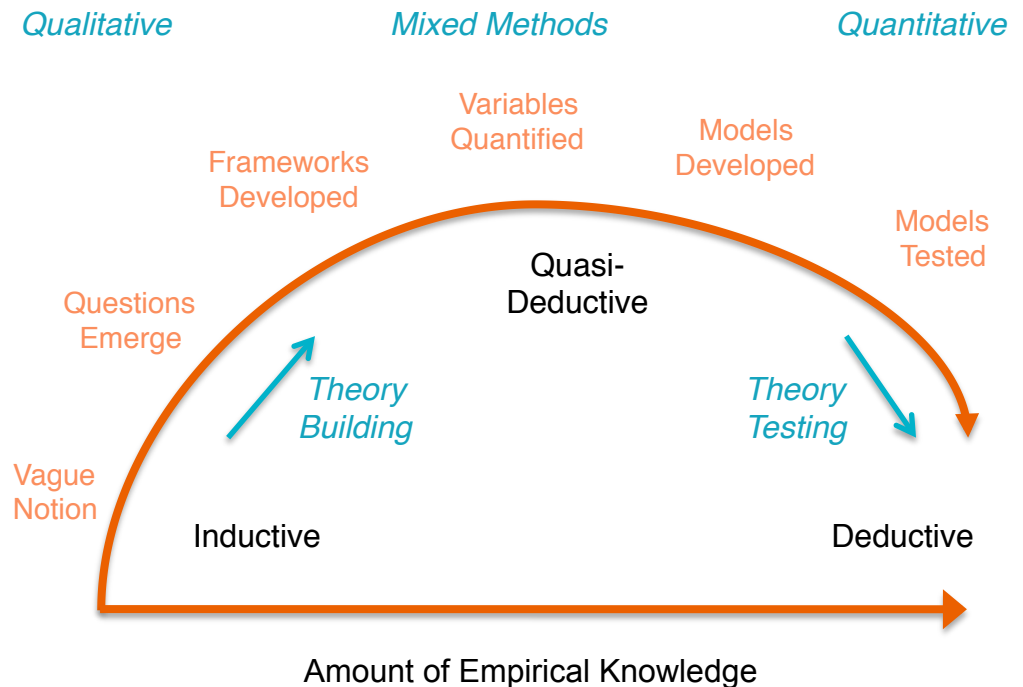 Qualitative
Mixed Methods
Quantitative
Variables
Quantified
Models
Developed
Frameworks
Developed
Models
Tested
Quasi-
Deductive
Questions
Emerge
Theory
Building
Theory
Testing
Vague
Notion
Inductive
Deductive
Amount of Empirical Knowledge